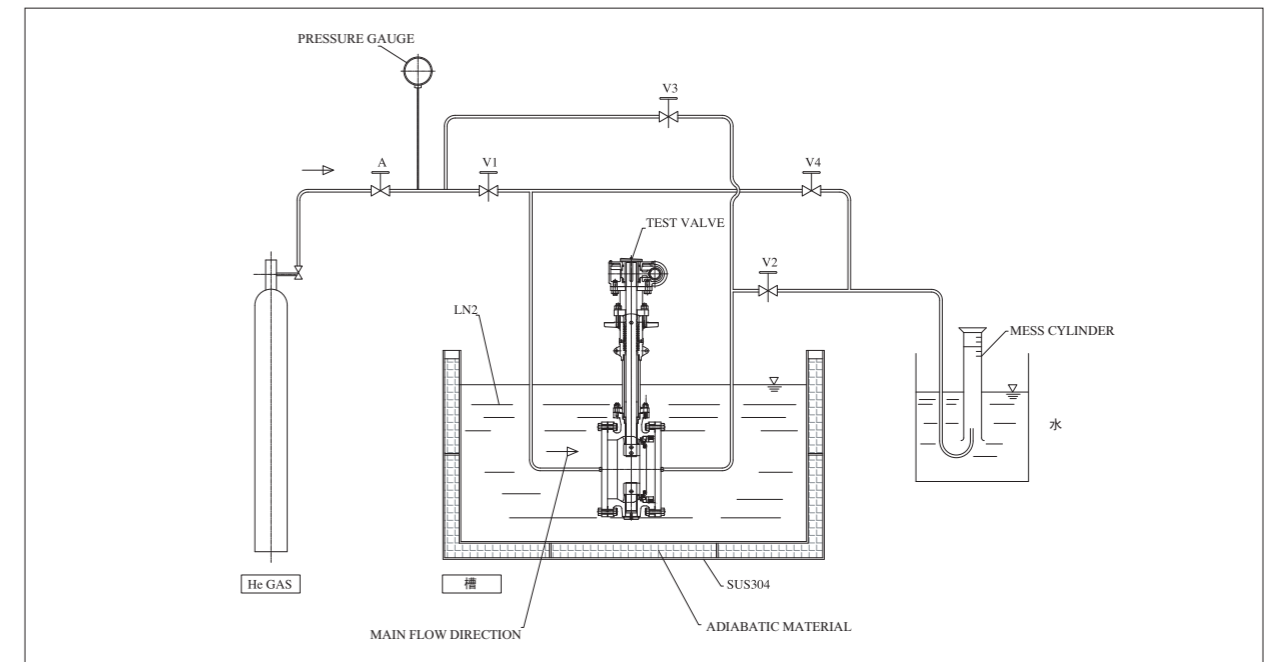 PRESSURE GAUGE
V3
A
V1
V4
TEST VALVE
V2
LN2
MESS CYLINDER
水
He GAS
槽
SUS304
MAIN FLOW DIRECTION
ADIABATIC MATERIAL